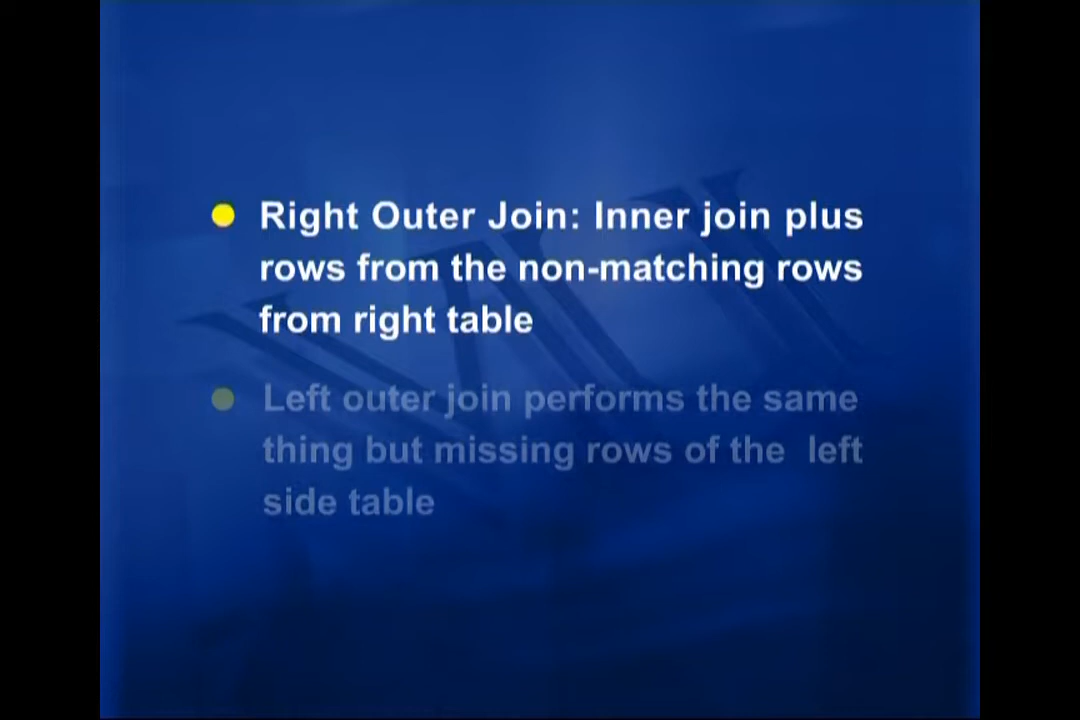 Right Outer Join: Inner join plus
rows from the non-matching rows
from right table
Left outer join performs the same
thing but missing rows of the left
side table